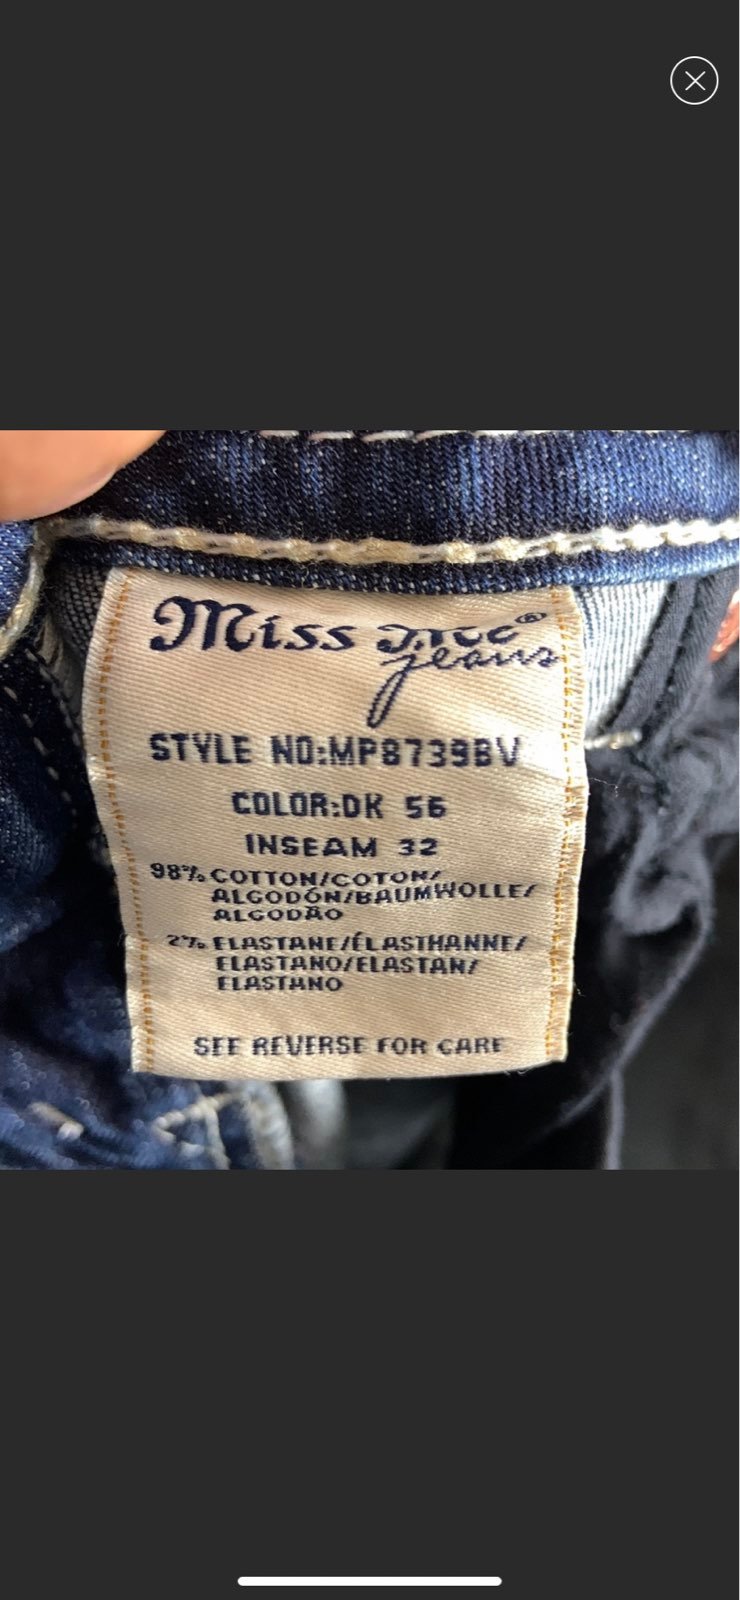 Miss Me®
jeans
STYLE NO:MP8739BV
COLOR:DK 56
INSEAM 32
98% COTTON/COTON/
ALGODÓN/BAUMWOLLE/
ALGODÃO
2% ELASTANE/ÉLASTHANNE/
ELASTANO/ELASTAN/
ELASTANO
SEE REVERSE FOR CARE